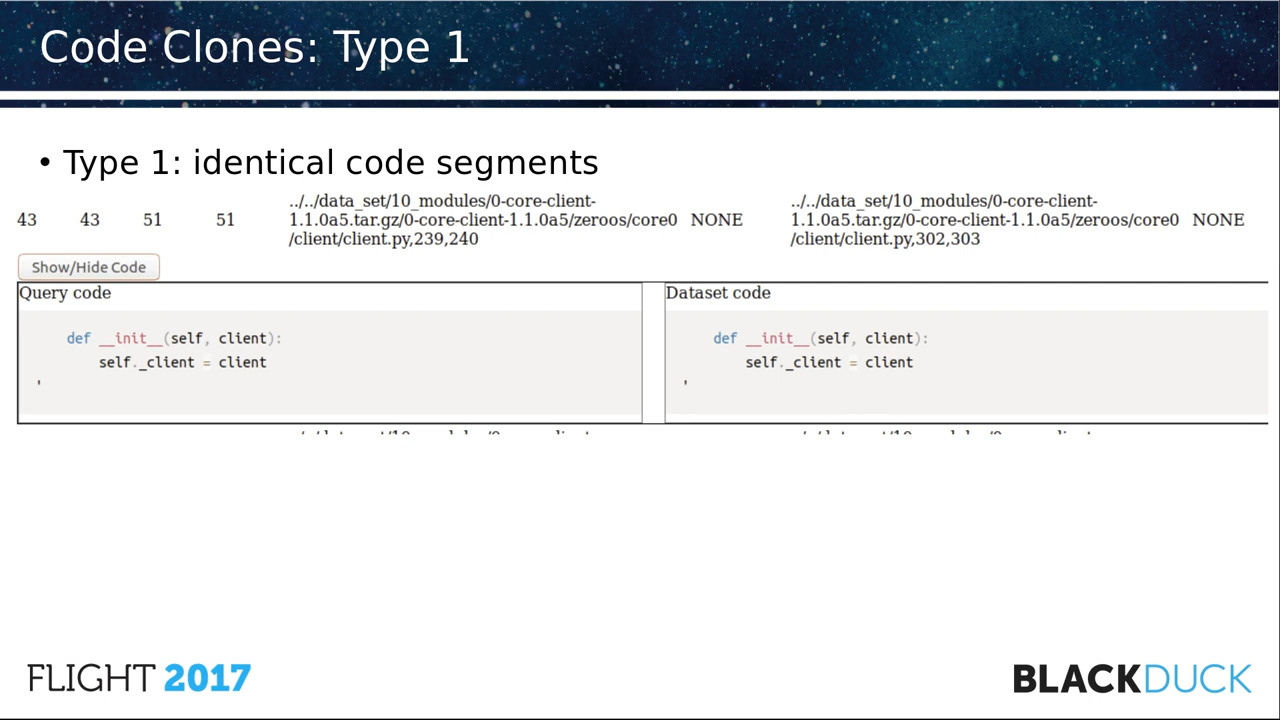 Code Clones: Type 1
• Type 1: identical code segments
43 43 51 51 ../../data_set/10_modules/0-core-client-1.1.0a5.tar.gz/0-core-client-1.1.0a5/zeroos/core0/client/client.py,239,240 NONE ../../data_set/10_modules/0-core-client-1.1.0a5.tar.gz/0-core-client-1.1.0a5/zeroos/core0/client/client.py,302,303 NONE
Show/Hide Code
Query code
def __init__(self, client):
self._client = client
'
Dataset code
def __init__(self, client):
self._client = client
'
FLIGHT 2017
BLACKDUCK